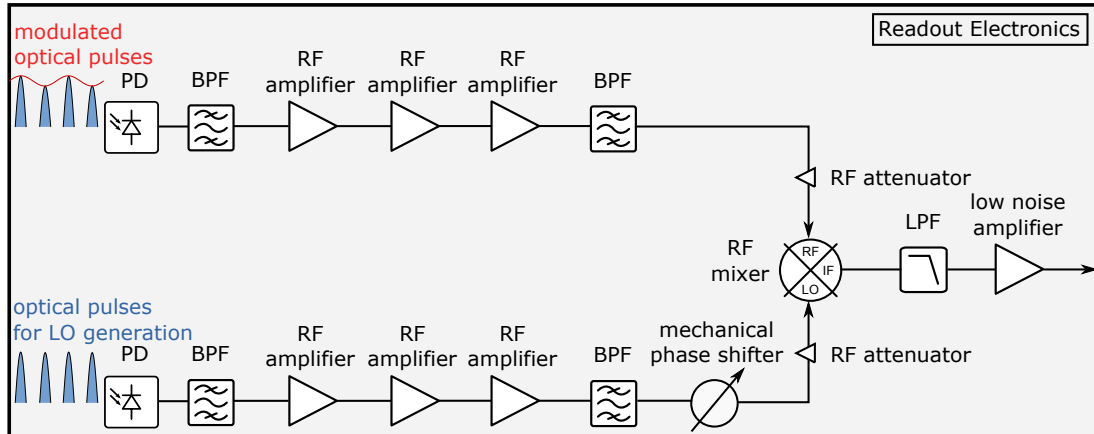 Readout Electronics
modulated
optical pulses
PD
BPF
RF
amplifier
RF
amplifier
RF
amplifier
BPF
RF attenuator
low noise
amplifier
LPF
RF
mixer
RF
IF
LO
optical pulses
for LO generation
PD
BPF
RF
amplifier
RF
amplifier
RF
amplifier
BPF
mechanical
phase shifter
RF attenuator